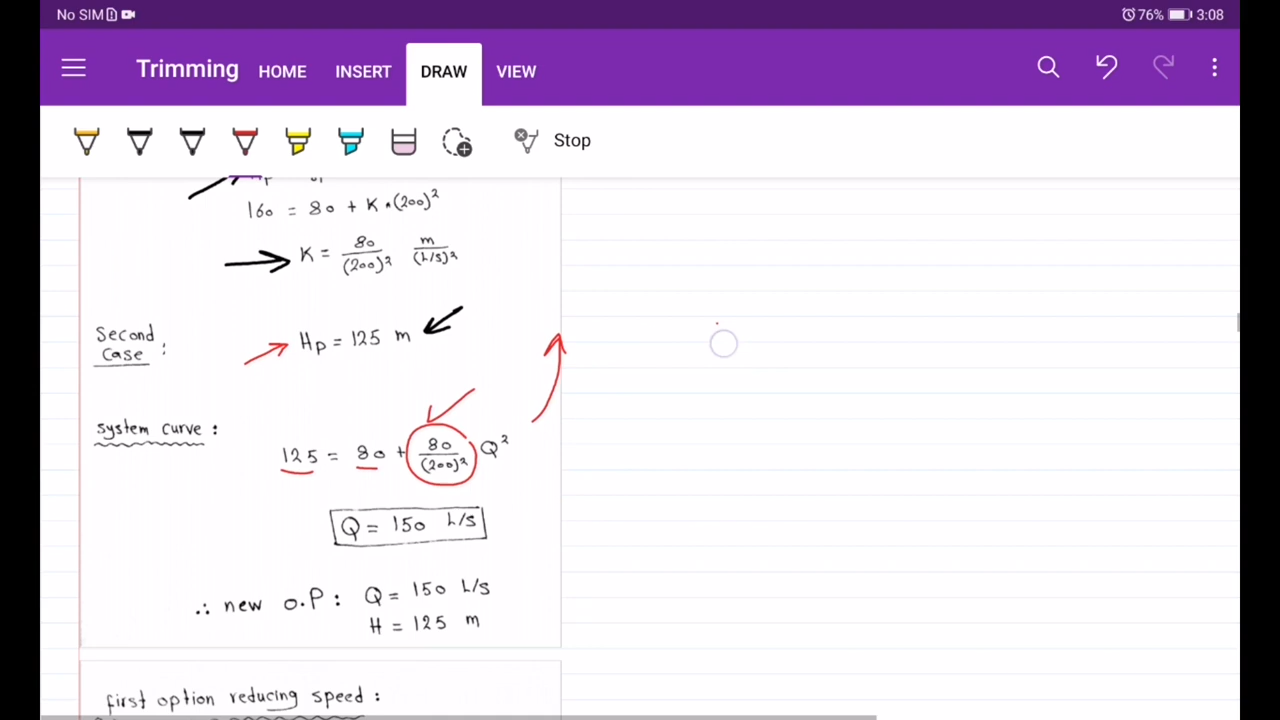 No SIM 76% 3:08
Trimming HOME INSERT DRAW VIEW
Stop
160 = 80 + K * (200)²
K = 80/(200)² m/(L/s)²
Second Case : Hp = 125 m
system curve :
125 = 80 + 80/(200)² Q²
Q = 150 L/s
∴ new o.P : Q = 150 L/s
H = 125 m
first option reducing speed :